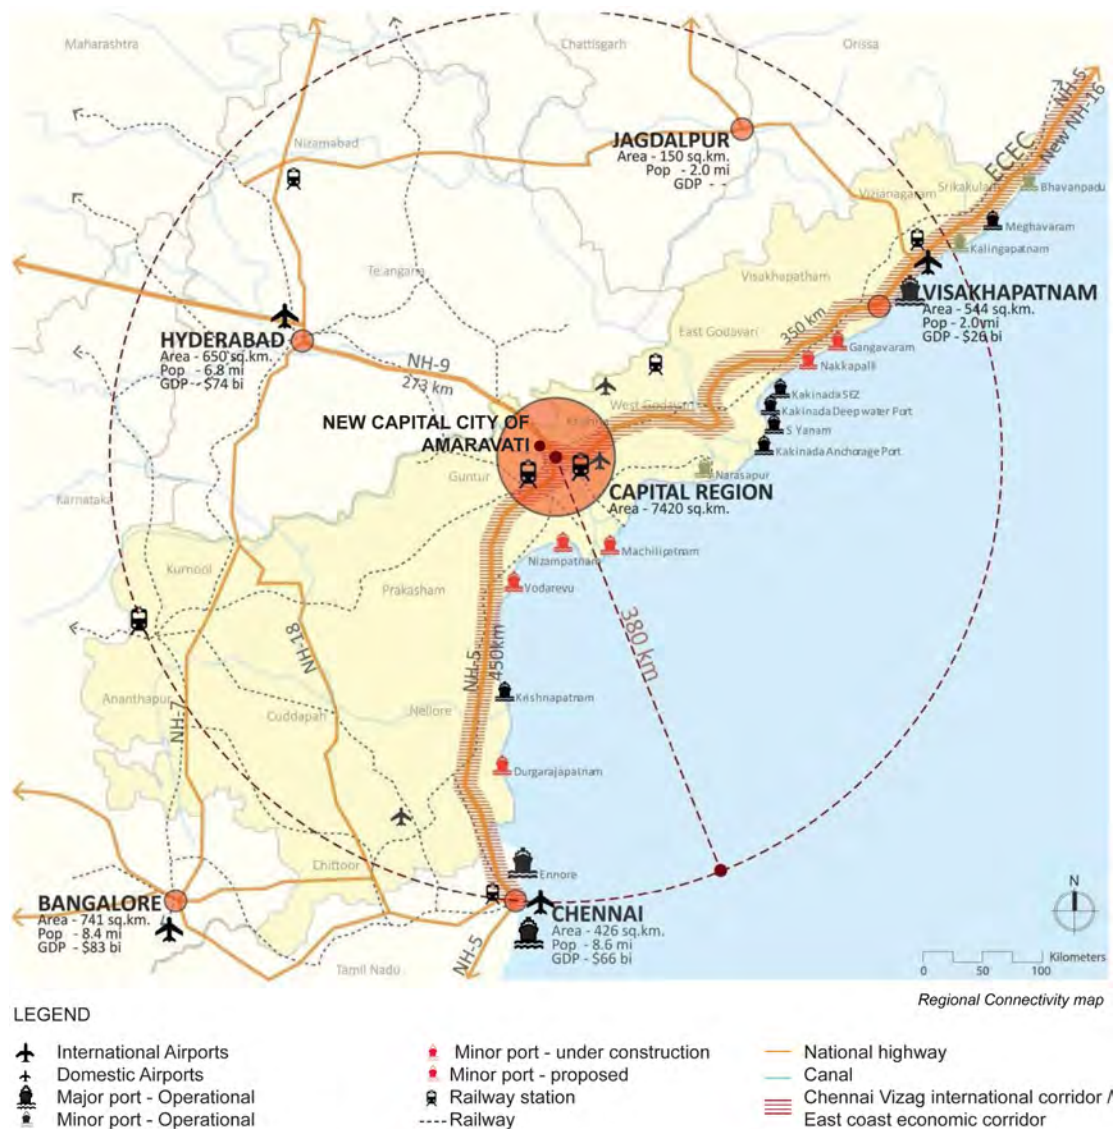 Maharashtra
Chattisgarh
Orissa
NH-5
New NH-16
ECEC
Nizamabad
JAGDALPUR
Area - 150 sq.km.
Pop - 2.0 mi
GDP - -
Vizianagaram
Srikakulam
Bhavanpadu
Meghavaram
Kalingapatnam
Telangana
Visakhapatham
VISAKHAPATNAM
Area - 544 sq.km.
Pop - 2.0 mi
GDP - $26 bi
East Godavari
350 km
HYDERABAD
Area - 650 sq.km.
Pop - 6.8 mi
GDP - $74 bi
NH-9
273 km
Gangavaram
Nakkapalli
Kakinada SEZ
Kakinada Deep water Port
S Yanam
Kakinada Anchorage Port
West Godavari
Krishna
NEW CAPITAL CITY OF
AMARAVATI
Guntur
Narasapur
CAPITAL REGION
Area - 7420 sq.km.
Karnataka
Kurnool
Prakasham
Nizampatnam
Machilipatnam
Vodarevu
380 km
NH-18
NH-5
450km
Ananthapur
NH-7
Cuddapah
Nellore
Krishnapatnam
Durgarajapatnam
Chittoor
Ennore
BANGALORE
Area - 741 sq.km.
Pop - 8.4 mi
GDP - $83 bi
CHENNAI
Area - 426 sq.km.
Pop - 8.6 mi
GDP - $66 bi
NH-5
Tamil Nadu
N
0 50 100 Kilometers
Regional Connectivity map
LEGEND
International Airports
Domestic Airports
Major port - Operational
Minor port - Operational
Minor port - under construction
Minor port - proposed
Railway station
Railway
National highway
Canal
Chennai Vizag international corridor /
East coast economic corridor